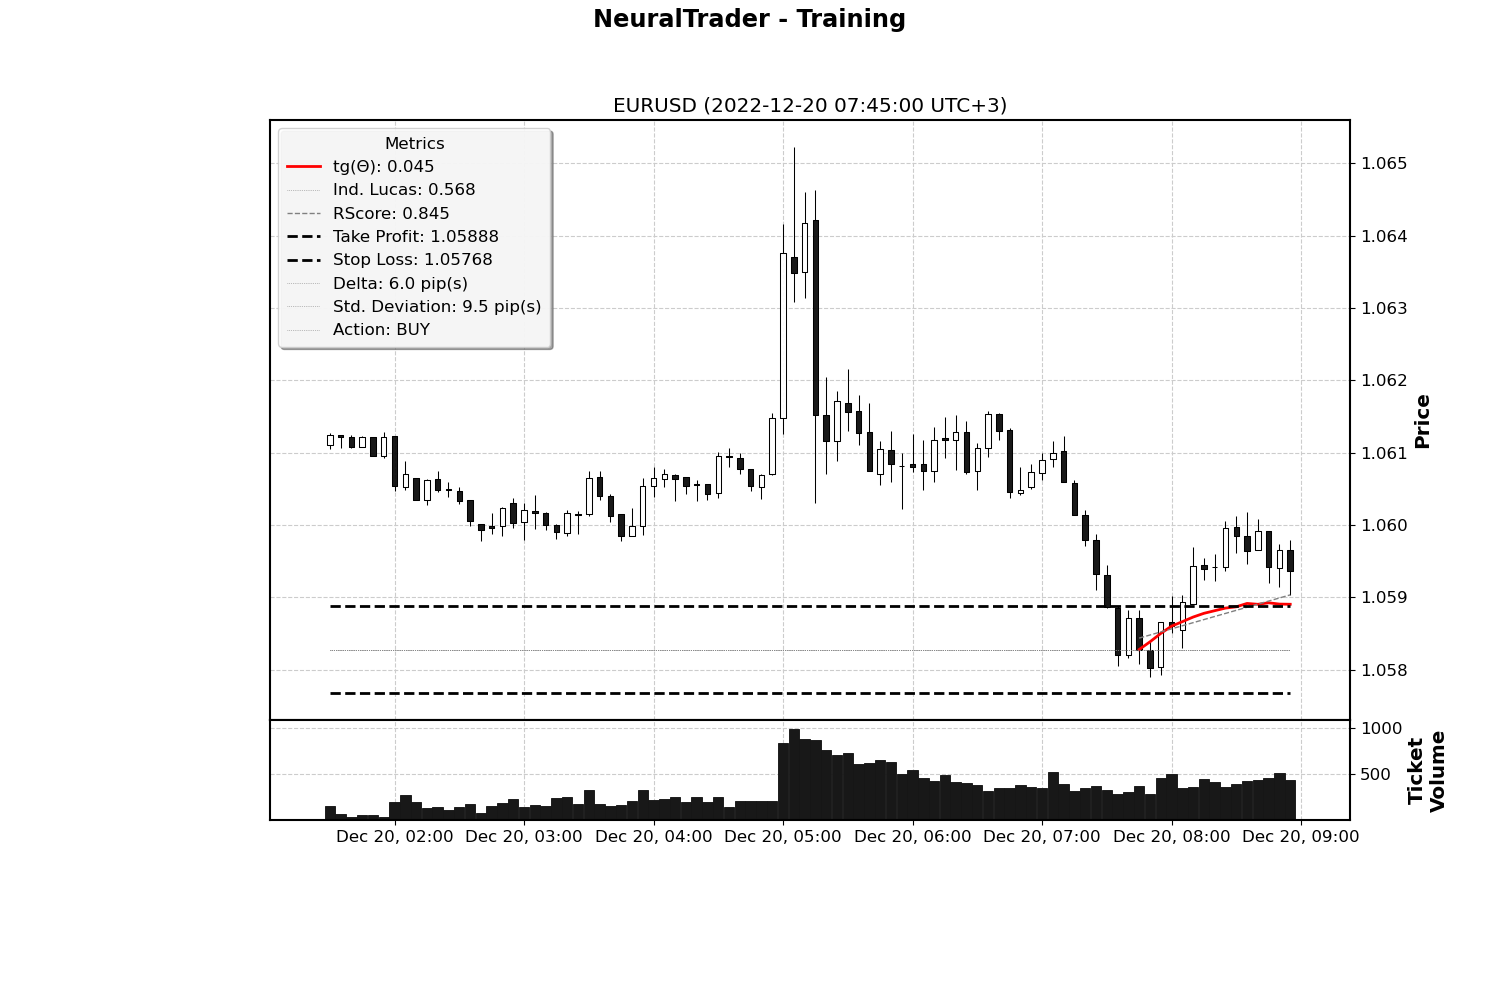 NeuralTrader - Training
EURUSD (2022-12-20 07:45:00 UTC+3)
Metrics
tg(Θ): 0.045
Ind. Lucas: 0.568
RScore: 0.845
Take Profit: 1.05888
Stop Loss: 1.05768
Delta: 6.0 pip(s)
Std. Deviation: 9.5 pip(s)
Action: BUY
1.065
1.064
1.063
1.062
1.061
1.060
1.059
1.058
Price
1000
500
Ticket
Volume
Dec 20, 02:00
Dec 20, 03:00
Dec 20, 04:00
Dec 20, 05:00
Dec 20, 06:00
Dec 20, 07:00
Dec 20, 08:00
Dec 20, 09:00